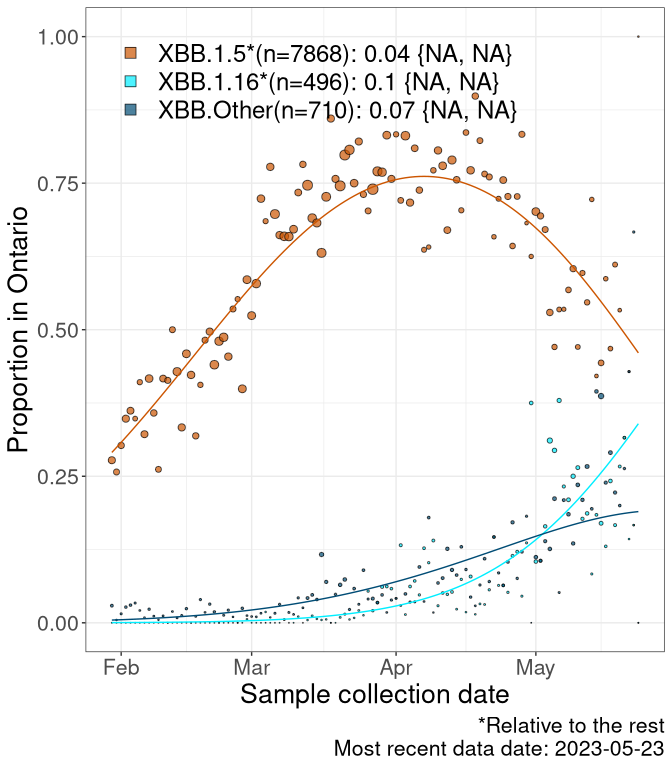 XBB.1.5*(n=7868): 0.04 {NA, NA}
XBB.1.16*(n=496): 0.1 {NA, NA}
XBB.Other(n=710): 0.07 {NA, NA}
Proportion in Ontario
1.00
0.75
0.50
0.25
0.00
Feb Mar Apr May
Sample collection date
*Relative to the rest
Most recent data date: 2023-05-23